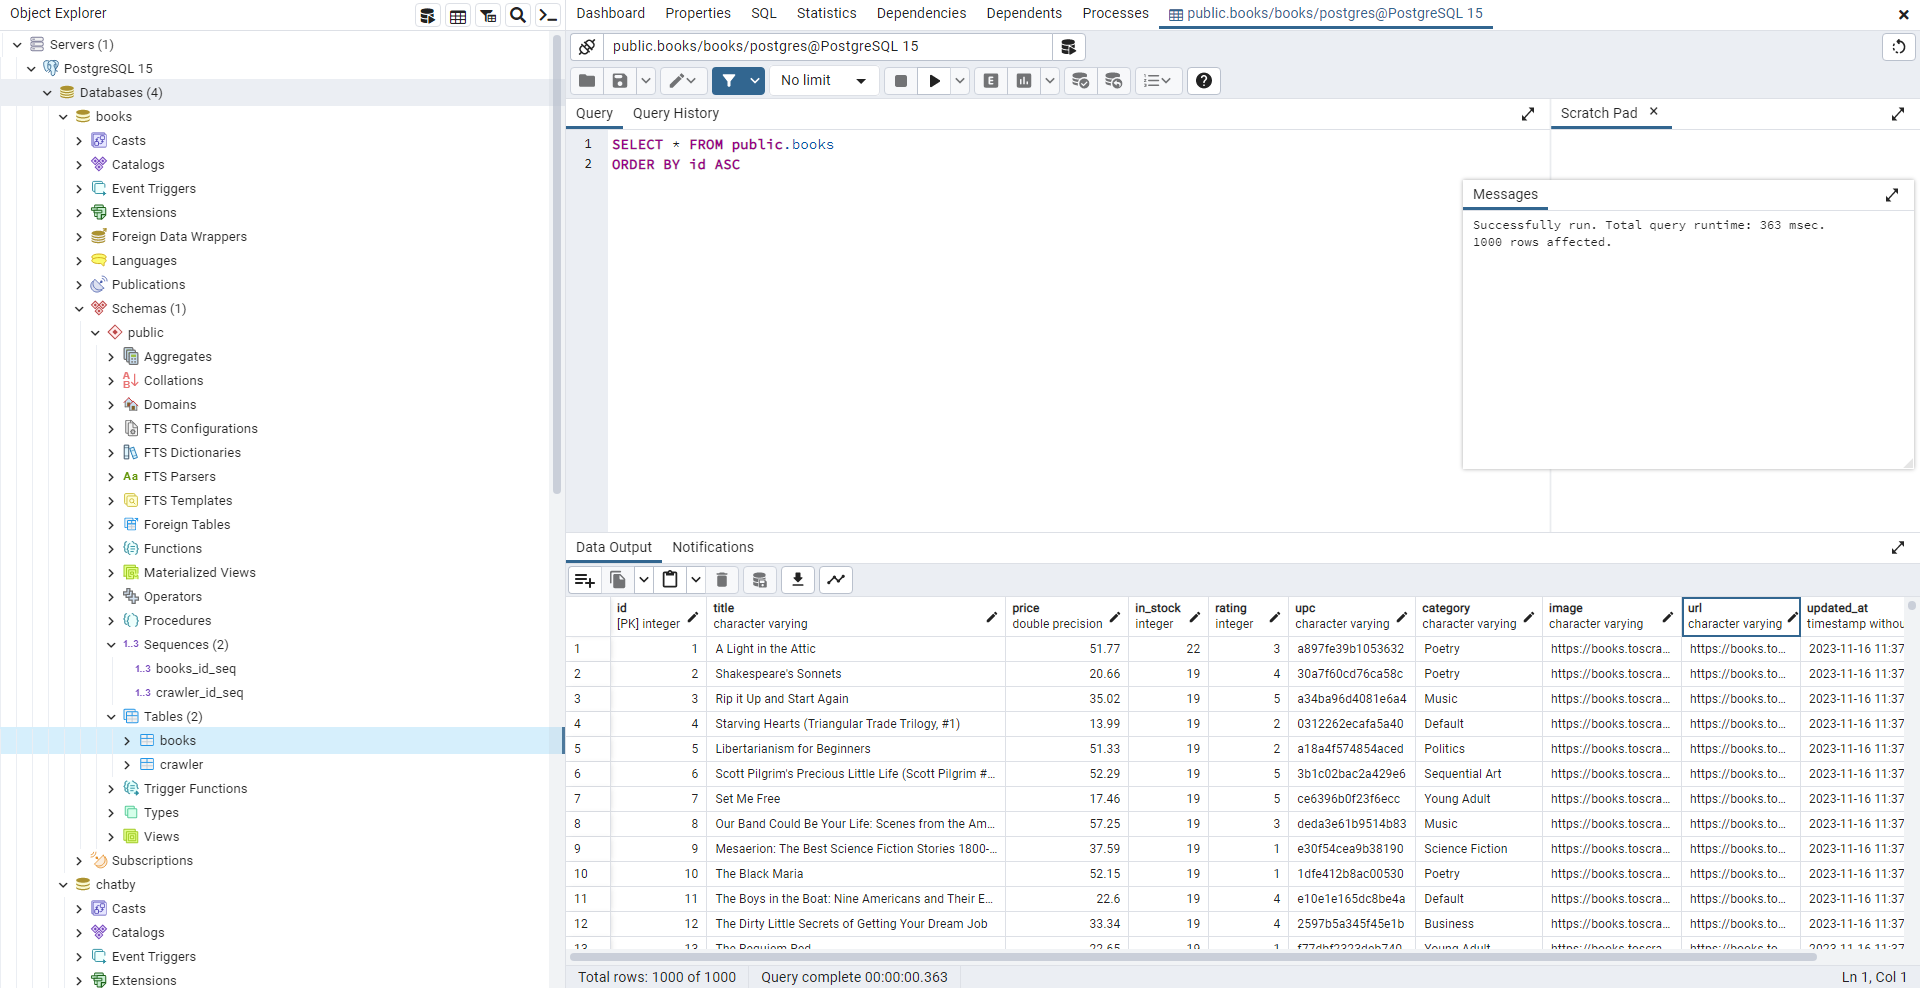 Object Explorer
Servers (1)
PostgreSQL 15
Databases (4)
books
Casts
Catalogs
Event Triggers
Extensions
Foreign Data Wrappers
Languages
Publications
Schemas (1)
public
Aggregates
Collations
Domains
FTS Configurations
FTS Dictionaries
FTS Parsers
FTS Templates
Foreign Tables
Functions
Materialized Views
Operators
Procedures
Sequences (2)
books_id_seq
crawler_id_seq
Tables (2)
books
crawler
Trigger Functions
Types
Views
Subscriptions
chatby
Casts
Catalogs
Event Triggers
Extensions
Dashboard Properties SQL Statistics Dependencies Dependents Processes public.books/books/postgres@PostgreSQL 15
public.books/books/postgres@PostgreSQL 15
No limit
Query Query History
1 SELECT * FROM public.books
2 ORDER BY id ASC
Scratch Pad
Messages
Successfully run. Total query runtime: 363 msec.
1000 rows affected.
Data Output Notifications
id title price in_stock rating upc category image url updated_at
[PK] integer character varying double precision integer integer character varying character varying character varying character varying timestamp withou
1 1 A Light in the Attic 51.77 22 3 a897fe39b1053632 Poetry https://books.toscra... https://books.to... 2023-11-16 11:37
2 2 Shakespeare's Sonnets 20.66 19 4 30a7f60cd76ca58c Poetry https://books.toscra... https://books.to... 2023-11-16 11:37
3 3 Rip it Up and Start Again 35.02 19 5 a34ba96d4081e6a4 Music https://books.toscra... https://books.to... 2023-11-16 11:37
4 4 Starving Hearts (Triangular Trade Trilogy, #1) 13.99 19 2 0312262ecafa5a40 Default https://books.toscra... https://books.to... 2023-11-16 11:37
5 5 Libertarianism for Beginners 51.33 19 2 a18a4f574854aced Politics https://books.toscra... https://books.to... 2023-11-16 11:37
6 6 Scott Pilgrim's Precious Little Life (Scott Pilgrim #... 52.29 19 5 3b1c02bac2a429e6 Sequential Art https://books.toscra... https://books.to... 2023-11-16 11:37
7 7 Set Me Free 17.46 19 5 ce6396b0f23f6ecc Young Adult https://books.toscra... https://books.to... 2023-11-16 11:37
8 8 Our Band Could Be Your Life: Scenes from the Am... 57.25 19 3 deda3e61b9514b83 Music https://books.toscra... https://books.to... 2023-11-16 11:37
9 9 Mesaerion: The Best Science Fiction Stories 1800-... 37.59 19 1 e30f54cea9b38190 Science Fiction https://books.toscra... https://books.to... 2023-11-16 11:37
10 10 The Black Maria 52.15 19 1 1dfe412b8ac00530 Poetry https://books.toscra... https://books.to... 2023-11-16 11:37
11 11 The Boys in the Boat: Nine Americans and Their E... 22.6 19 4 e10e1e165dc8be4a Default https://books.toscra... https://books.to... 2023-11-16 11:37
12 12 The Dirty Little Secrets of Getting Your Dream Job 33.34 19 4 2597b5a345f45e1b Business https://books.toscra... https://books.to... 2023-11-16 11:37
13 13 The Requiem Red 22.65 19 1 f77dbf2323deb740 Young Adult https://books.toscra... https://books.to... 2023-11-16 11:37
Total rows: 1000 of 1000 Query complete 00:00:00.363 Ln 1, Col 1